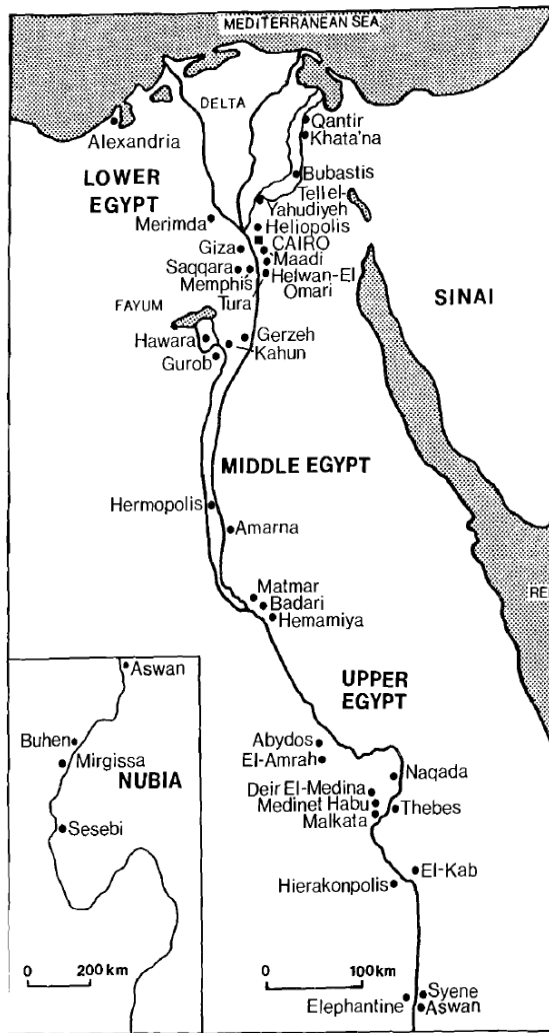 MEDITERRANEAN SEA
DELTA
Alexandria
Qantir
Khata'na
LOWER
EGYPT
Bubastis
Tell el-
Yahudiyeh
Merimda
Heliopolis
CAIRO
Giza
Maadi
Saqqara
Memphis
Helwan-El
Omari
Tura
SINAI
FAYUM
Hawara
Gerzeh
Kahun
Gurob
MIDDLE EGYPT
Hermopolis
Amarna
Matmar
Badari
Hemamiya
RE
UPPER
EGYPT
Abydos
El-Amrah
Naqada
Deir El-Medina
Medinet Habu
Malkata
Thebes
El-Kab
Hierakonpolis
0 100km
Syene
Elephantine
Aswan
Aswan
Buhen
Mirgissa
NUBIA
Sesebi
0 200km